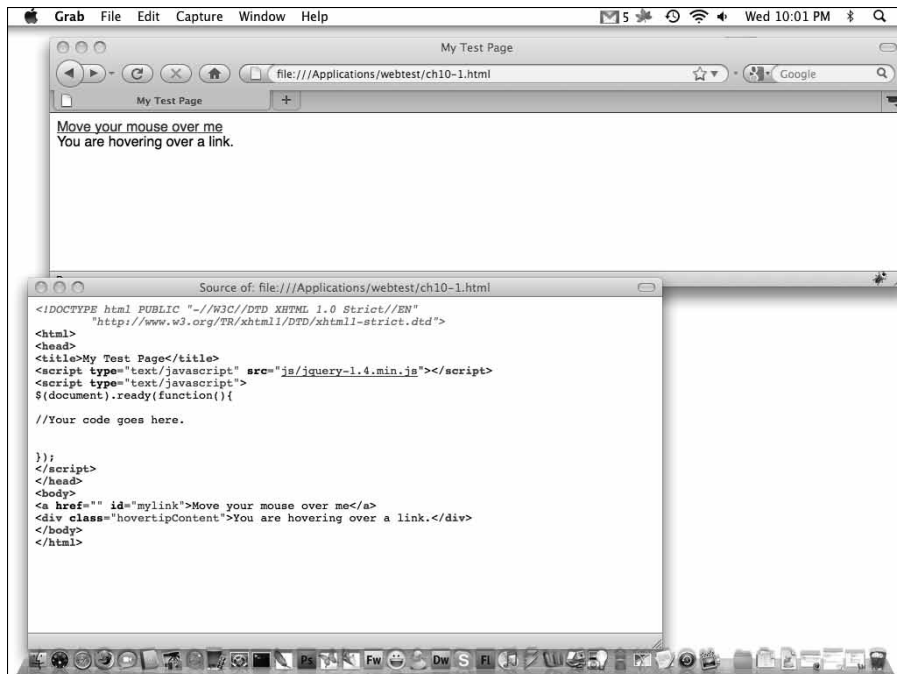 Grab File Edit Capture Window Help 5 Wed 10:01 PM
My Test Page
file:///Applications/webtest/ch10-1.html Google
My Test Page +
Move your mouse over me
You are hovering over a link.
Source of: file:///Applications/webtest/ch10-1.html
<!DOCTYPE html PUBLIC "-//W3C//DTD XHTML 1.0 Strict//EN"
"http://www.w3.org/TR/xhtml1/DTD/xhtml1-strict.dtd">
<html>
<head>
<title>My Test Page</title>
<script type="text/javascript" src="js/jquery-1.4.min.js"></script>
<script type="text/javascript">
$(document).ready(function(){
//Your code goes here.
});
</script>
</head>
<body>
<a href="" id="mylink">Move your mouse over me</a>
<div class="hovertipContent">You are hovering over a link.</div>
</body>
</html>
Ps Fw Dw S Fl